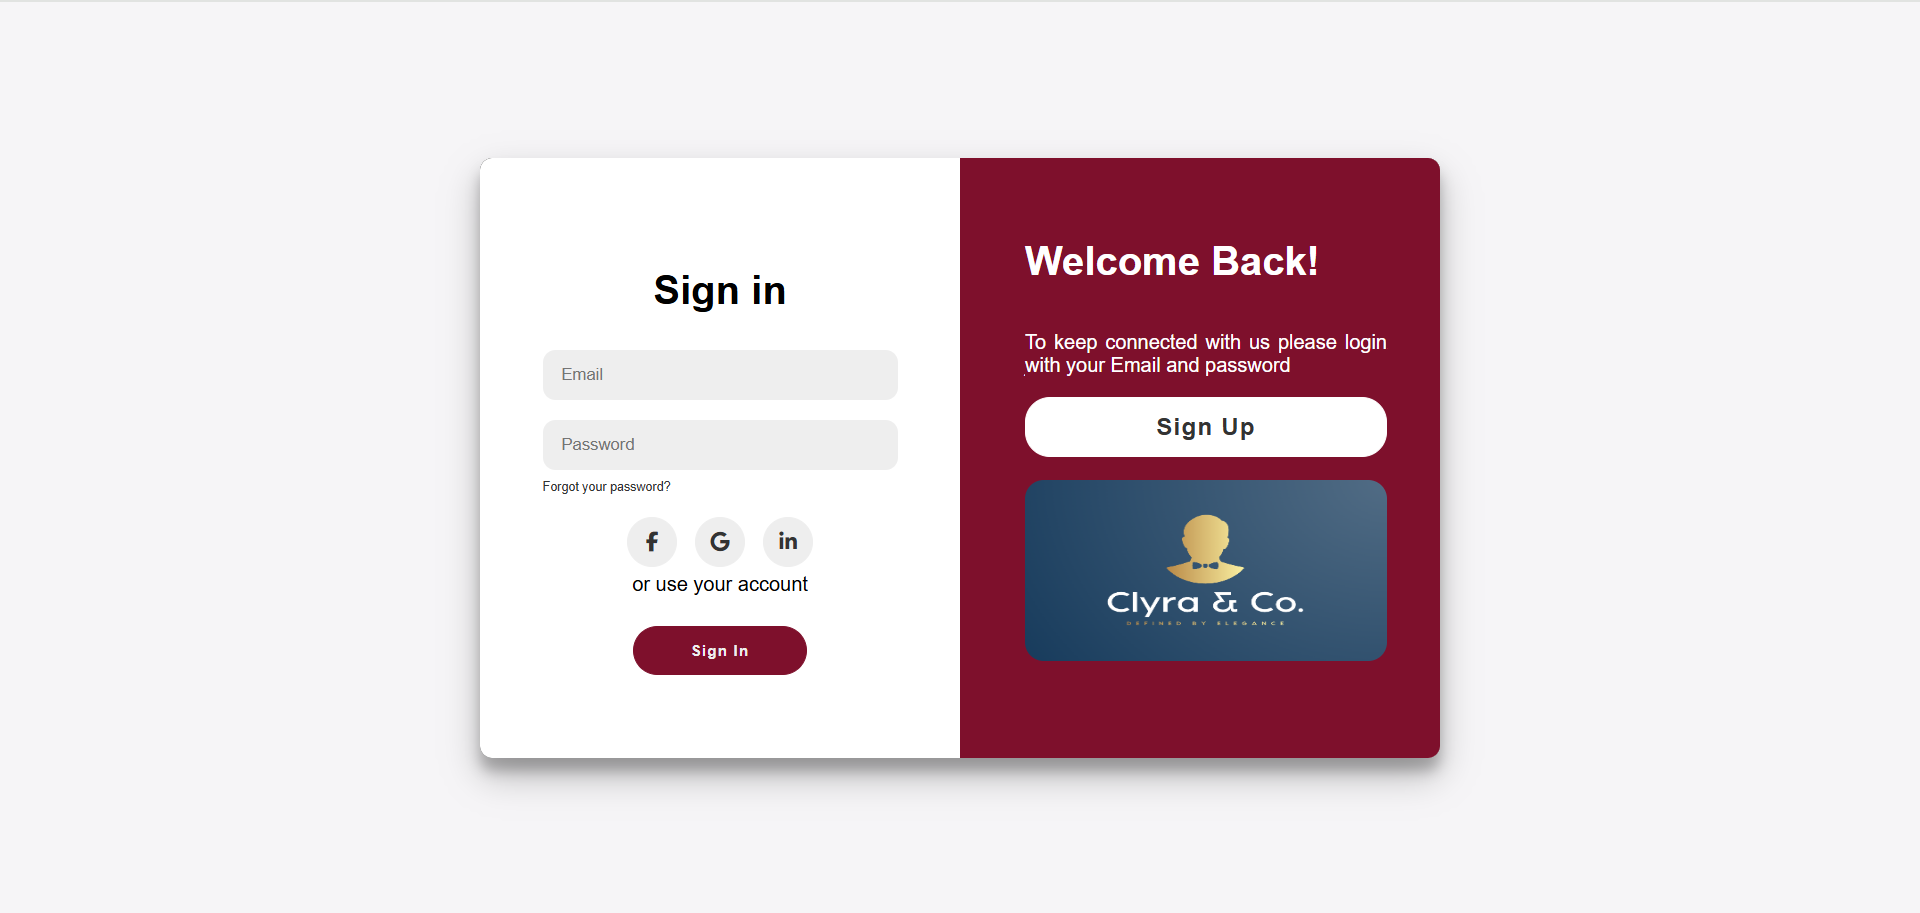 Sign in
Email
Password
Forgot your password?
f G in
or use your account
Sign In
Welcome Back!
To keep connected with us please login
with your Email and password
Sign Up
Clyra & Co.
DEFINED BY ELEGANCE